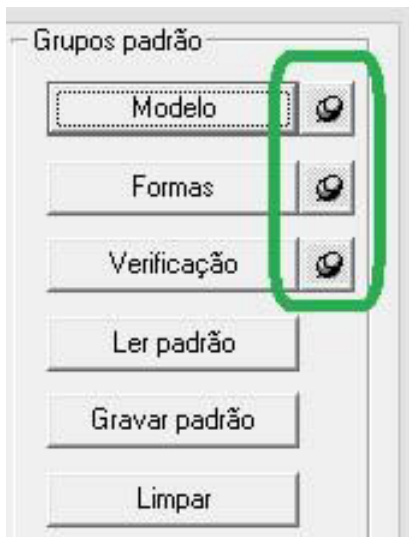 Grupos padrão
Modelo
Formas
Verificação
Ler padrão
Gravar padrão
Limpar